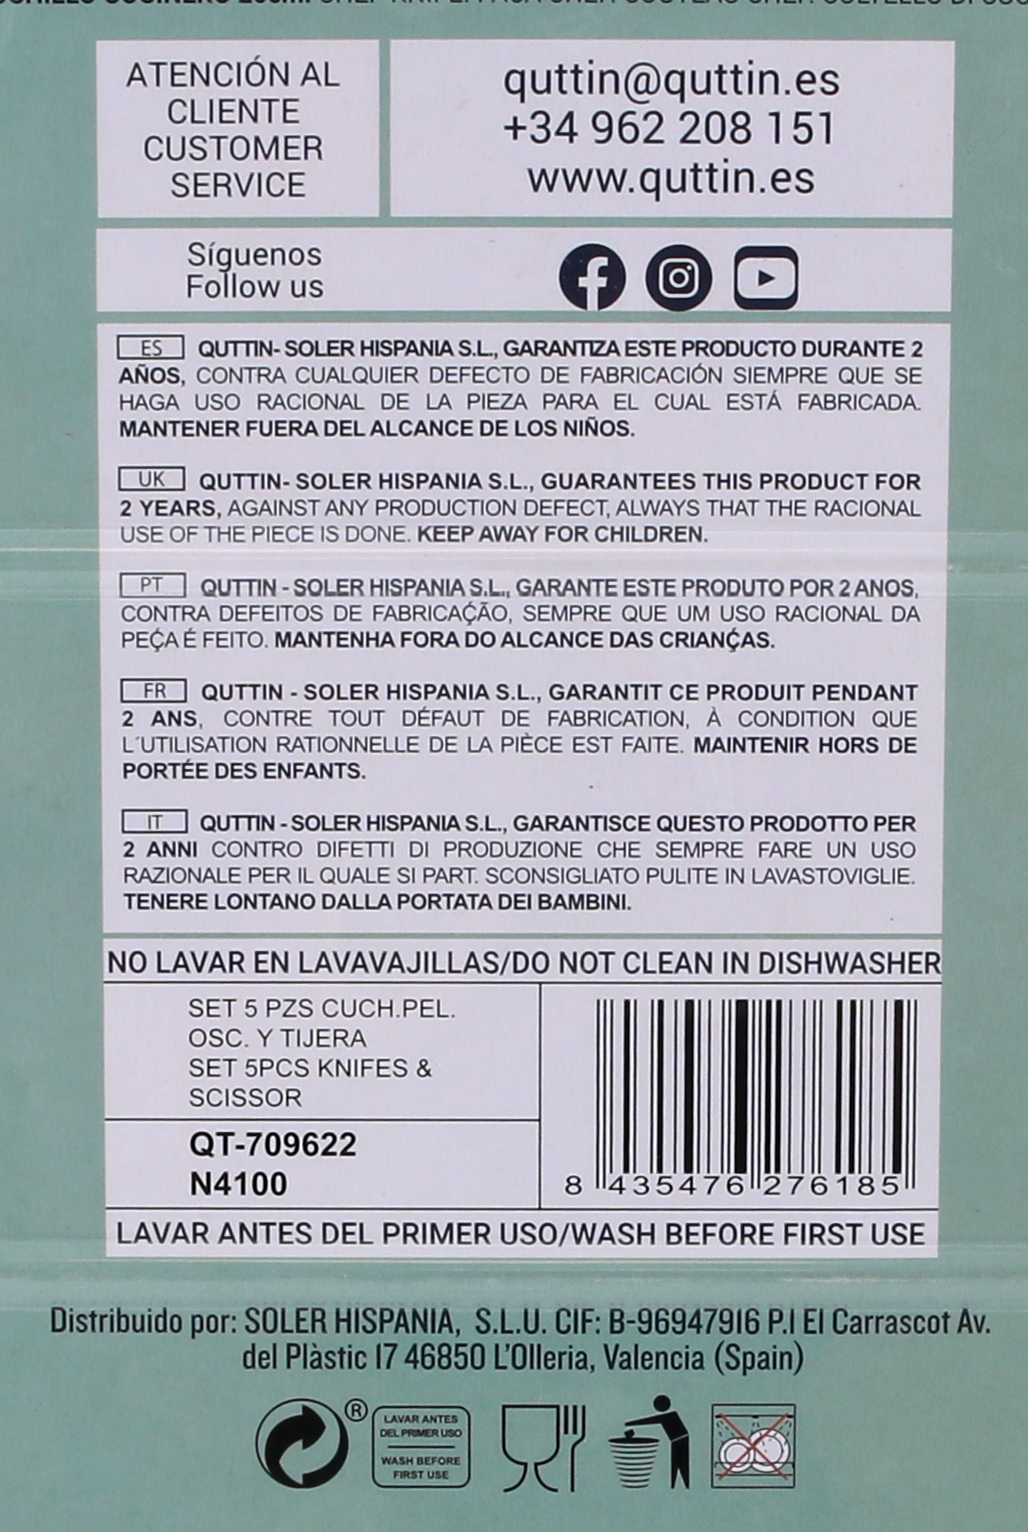 ATENCIÓN AL
CLIENTE
CUSTOMER
SERVICE
quttin@quttin.es
+34 962 208 151
www.quttin.es
Síguenos
Follow us
ES QUTTIN- SOLER HISPANIA S.L., GARANTIZA ESTE PRODUCTO DURANTE 2
AÑOS, CONTRA CUALQUIER DEFECTO DE FABRICACIÓN SIEMPRE QUE SE
HAGA USO RACIONAL DE LA PIEZA PARA EL CUAL ESTÁ FABRICADA.
MANTENER FUERA DEL ALCANCE DE LOS NIÑOS.
UK QUTTIN- SOLER HISPANIA S.L., GUARANTEES THIS PRODUCT FOR
2 YEARS, AGAINST ANY PRODUCTION DEFECT, ALWAYS THAT THE RACIONAL
USE OF THE PIECE IS DONE. KEEP AWAY FOR CHILDREN.
PT QUTTIN - SOLER HISPANIA S.L., GARANTE ESTE PRODUTO POR 2 ANOS,
CONTRA DEFEITOS DE FABRICAÇÃO, SEMPRE QUE UM USO RACIONAL DA
PEÇA É FEITO. MANTENHA FORA DO ALCANCE DAS CRIANÇAS.
FR QUTTIN - SOLER HISPANIA S.L., GARANTIT CE PRODUIT PENDANT
2 ANS, CONTRE TOUT DÉFAUT DE FABRICATION, À CONDITION QUE
L´UTILISATION RATIONNELLE DE LA PIÈCE EST FAITE. MAINTENIR HORS DE
PORTÉE DES ENFANTS.
IT QUTTIN - SOLER HISPANIA S.L., GARANTISCE QUESTO PRODOTTO PER
2 ANNI CONTRO DIFETTI DI PRODUZIONE CHE SEMPRE FARE UN USO
RAZIONALE PER IL QUALE SI PART. SCONSIGLIATO PULITE IN LAVASTOVIGLIE.
TENERE LONTANO DALLA PORTATA DEI BAMBINI.
NO LAVAR EN LAVAVAJILLAS/DO NOT CLEAN IN DISHWASHER
SET 5 PZS CUCH.PEL.
OSC. Y TIJERA
SET 5PCS KNIFES &
SCISSOR
QT-709622
N4100
8 435476 276185
LAVAR ANTES DEL PRIMER USO/WASH BEFORE FIRST USE
Distribuido por: SOLER HISPANIA, S.L.U. CIF: B-96947916 P.I El Carrascot Av.
del Plàstic 17 46850 L'Olleria, Valencia (Spain)
®
LAVAR ANTES
DEL PRIMER USO
WASH BEFORE
FIRST USE